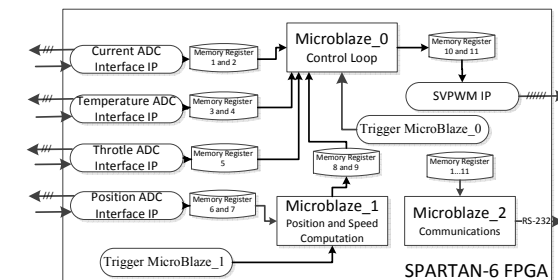 Current ADC
Interface IP
Memory Register
1 and 2
Microblaze_0
Control Loop
Memory Register
10 and 11
Temperature ADC
Interface IP
Memory Register
3 and 4
SVPWM IP
Trigger MicroBlaze_0
Throtle ADC
Interface IP
Memory Register
5
Memory Register
8 and 9
Memory Register
1...11
Position ADC
Interface IP
Memory Register
6 and 7
Microblaze_1
Position and Speed
Computation
Microblaze_2
Communications
RS-232
Trigger MicroBlaze_1
SPARTAN-6 FPGA